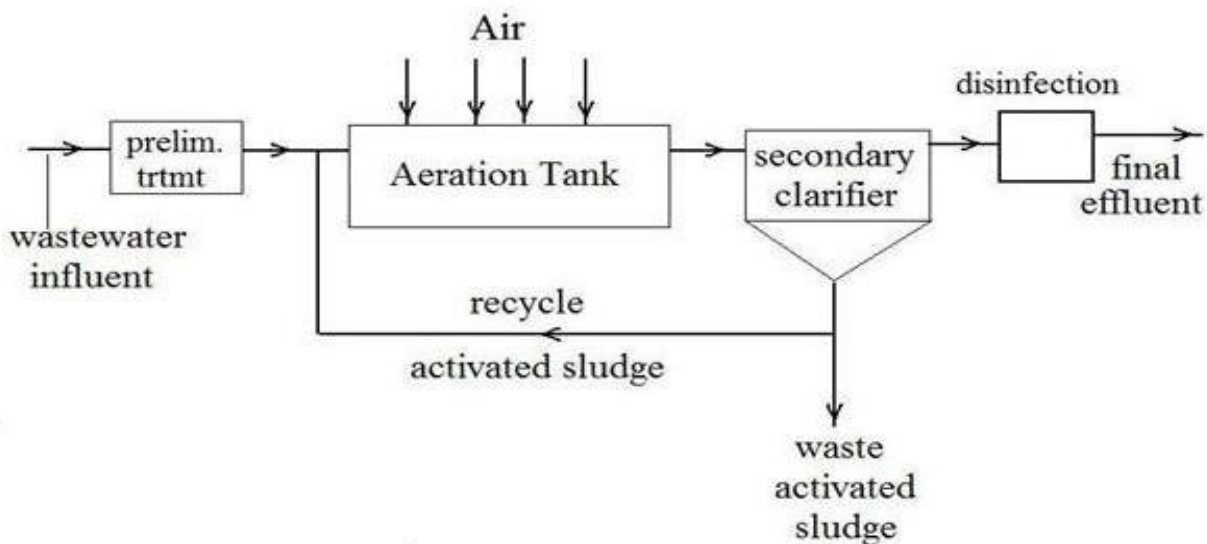 Air
disinfection
prelim.
trtmt
Aeration Tank
secondary
clarifier
final
effluent
wastewater
influent
recycle
activated sludge
waste
activated
sludge